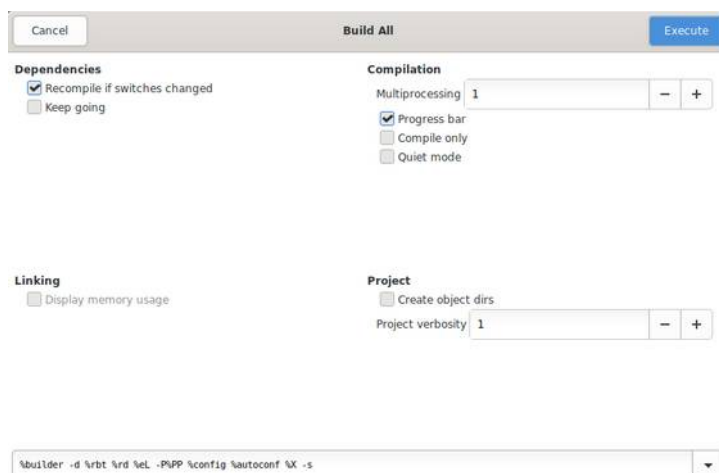 Cancel
Build All
Execute
Dependencies
Recompile if switches changed
Keep going
Compilation
Multiprocessing 1
Progress bar
Compile only
Quiet mode
Linking
Display memory usage
Project
Create object dirs
Project verbosity 1
%builder -d %rbt %rd %eL -P%PP %config %autoconf %X -s